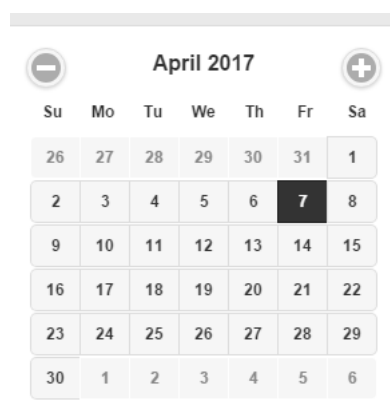 April 2017
Su Mo Tu We Th Fr Sa
26 27 28 29 30 31 1
2 3 4 5 6 7 8
9 10 11 12 13 14 15
16 17 18 19 20 21 22
23 24 25 26 27 28 29
30 1 2 3 4 5 6